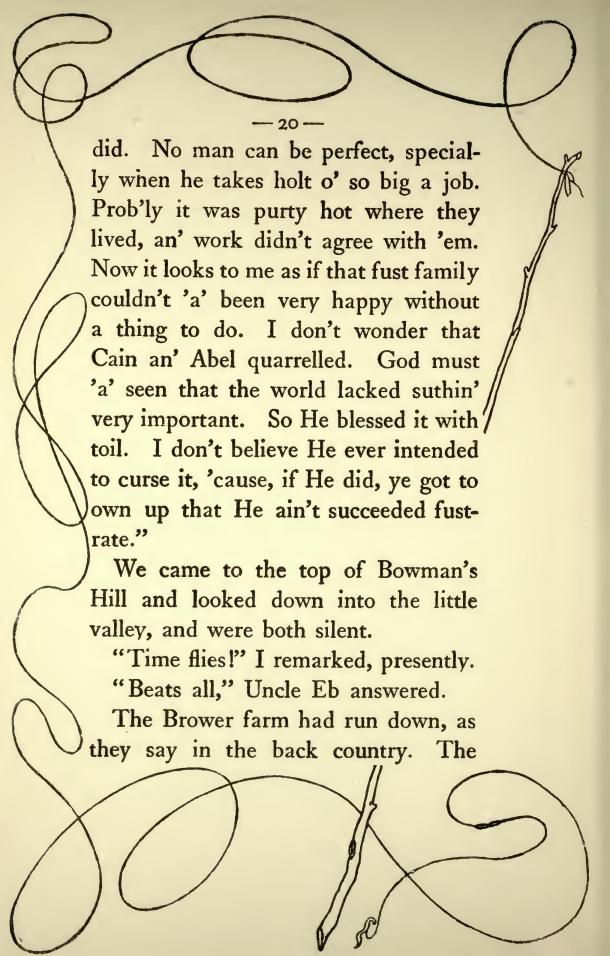 — 20 —
did. No man can be perfect, special-
ly when he takes holt o' so big a job.
Prob'ly it was purty hot where they
lived, an' work didn't agree with 'em.
Now it looks to me as if that fust family
couldn't 'a' been very happy without
a thing to do. I don't wonder that
Cain an' Abel quarrelled. God must
'a' seen that the world lacked suthin'
very important. So He blessed it with
toil. I don't believe He ever intended
to curse it, 'cause, if He did, ye got to
own up that He ain't succeeded fust-
rate.”
We came to the top of Bowman's
Hill and looked down into the little
valley, and were both silent.
“Time flies!” I remarked, presently.
“Beats all,” Uncle Eb answered.
The Brower farm had run down, as
they say in the back country. The